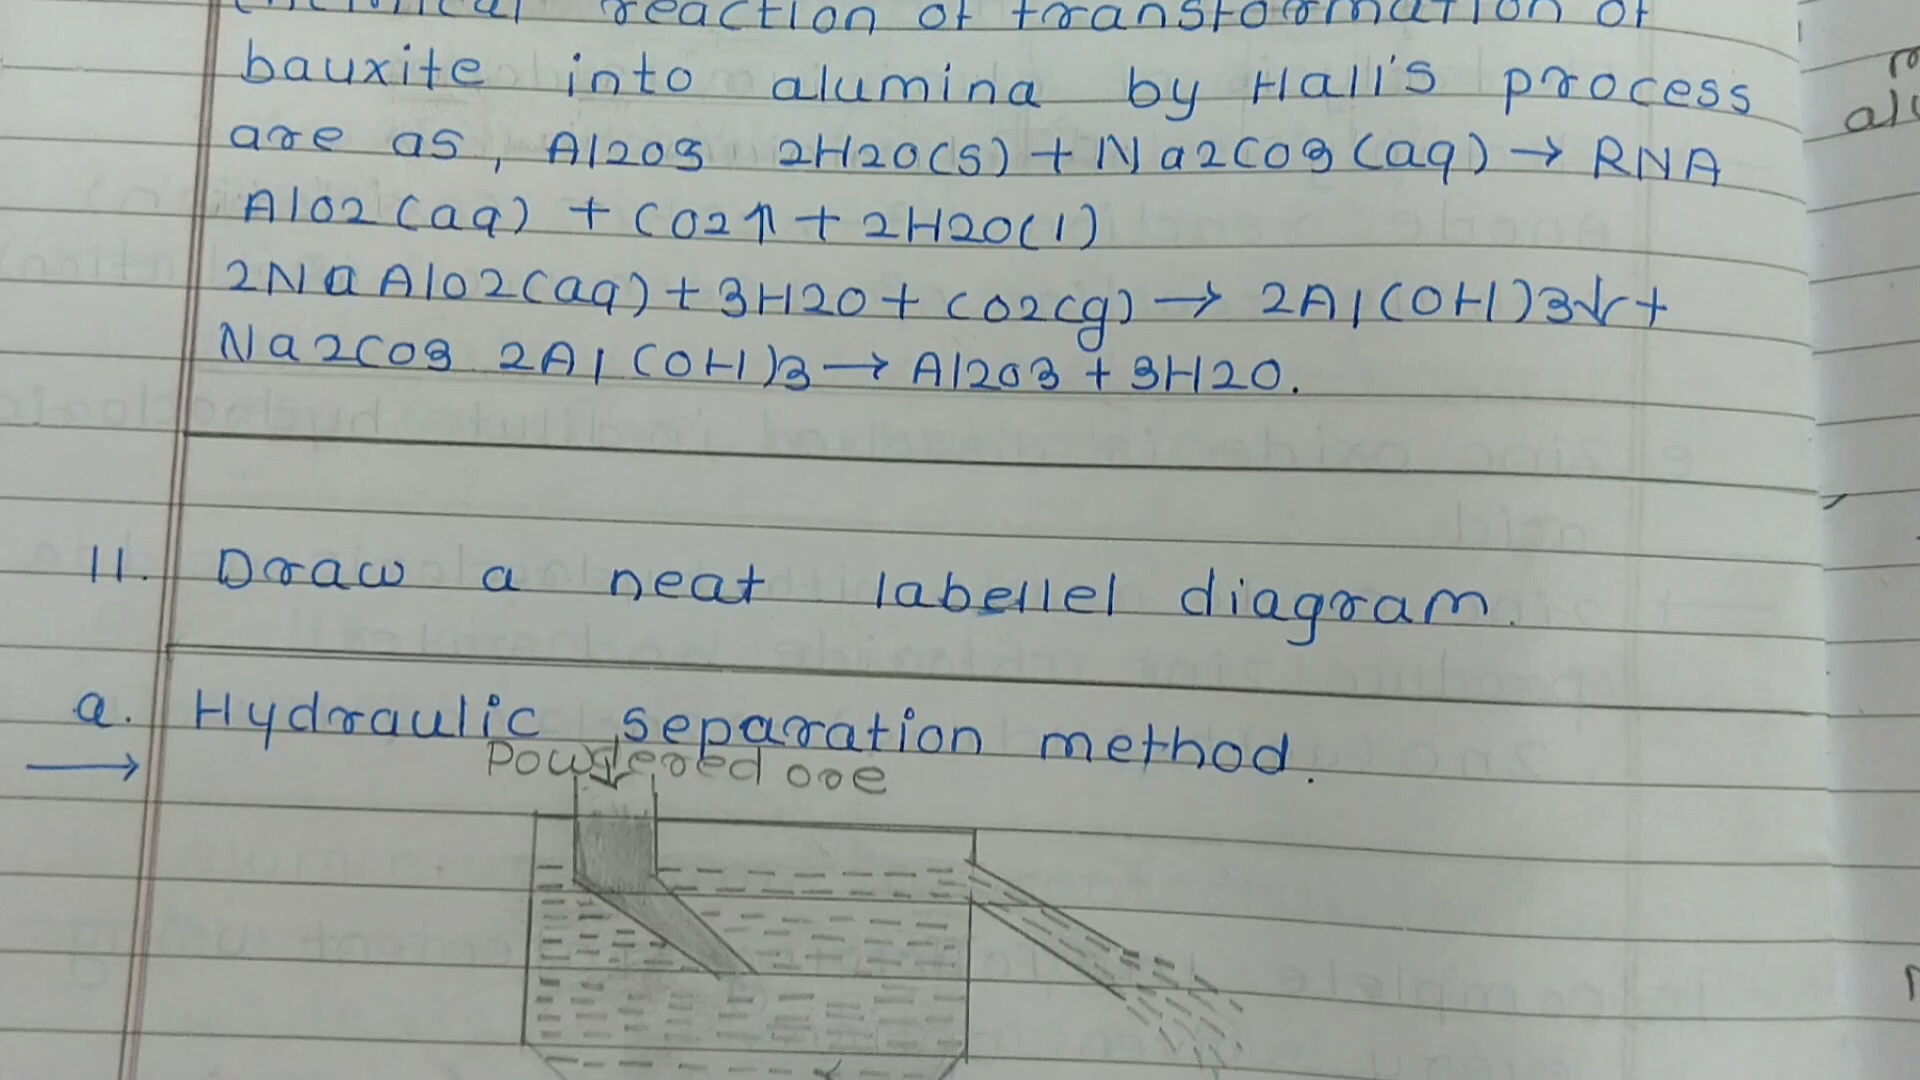 chemical reaction of transformation of
bauxite into alumina by Hall's process
are as, Al2O3 2H2O(s) + Na2CO3 (aq) → RNA
AlO2 (aq) + CO2↑ + 2H2O(l)
2NaAlO2(aq) + 3H2O + CO2(g) → 2Al(OH)3↓ +
Na2CO3 2Al(OH)3 → Al2O3 + 3H2O.
11. Draw a neat labellel diagram.
a. Hydraulic separation method.
→
Powdered ore